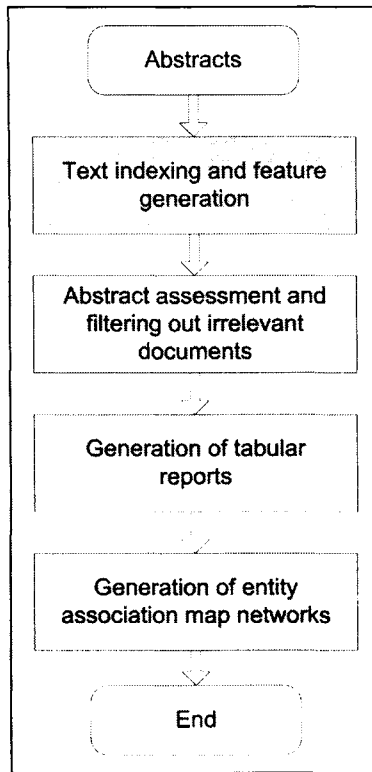 Abstracts
Text indexing and feature
generation
Abstract assessment and
filtering out irrelevant
documents
Generation of tabular
reports
Generation of entity
association map networks
End